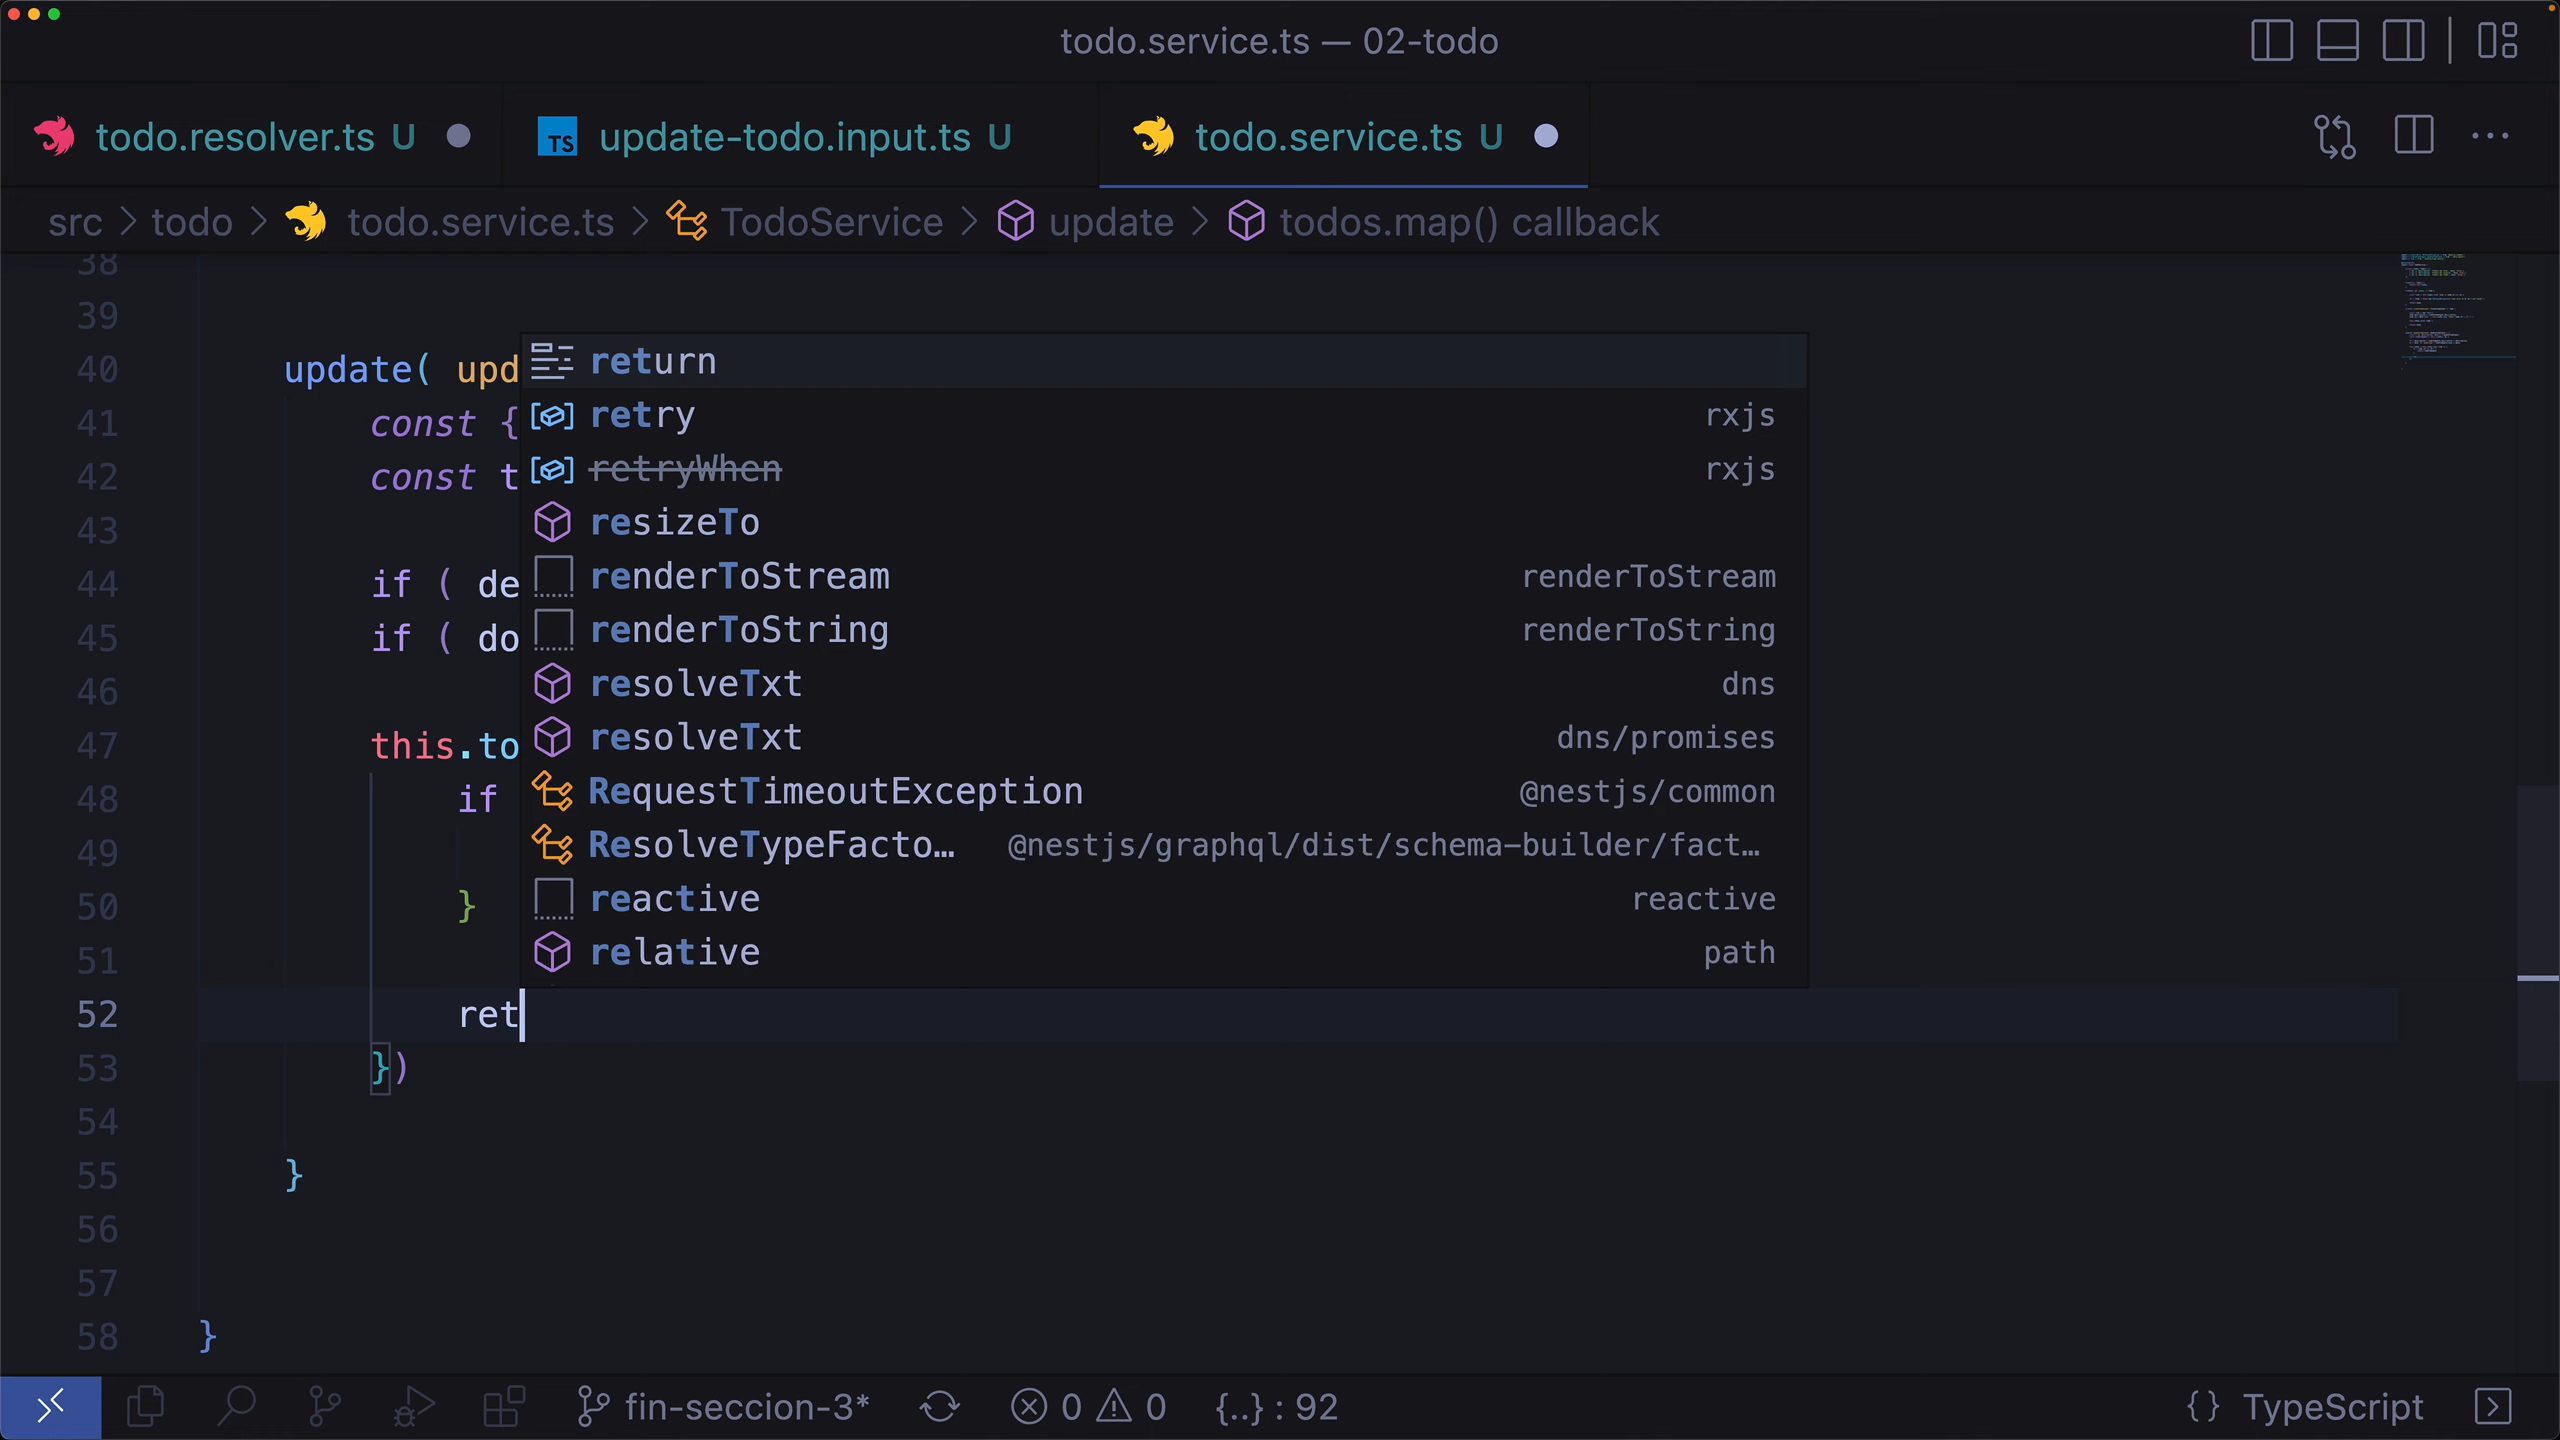 todo.service.ts — 02-todo
todo.resolver.ts U
TS update-todo.input.ts U
todo.service.ts U
src > todo > todo.service.ts > TodoService > update > todos.map() callback
38
39
40 update( upd
41 const {
42 const t
43
44 if ( de
45 if ( do
46
47 this.to
48 if
49
50 }
51
52 ret
53 })
54
55 }
56
57
58 }
return
retry rxjs
retryWhen rxjs
resizeTo
renderToStream renderToStream
renderToString renderToString
resolveTxt dns
resolveTxt dns/promises
RequestTimeoutException @nestjs/common
ResolveTypeFacto… @nestjs/graphql/dist/schema-builder/fact…
reactive reactive
relative path
fin-seccion-3* 0 0 {..} : 92 {} TypeScript